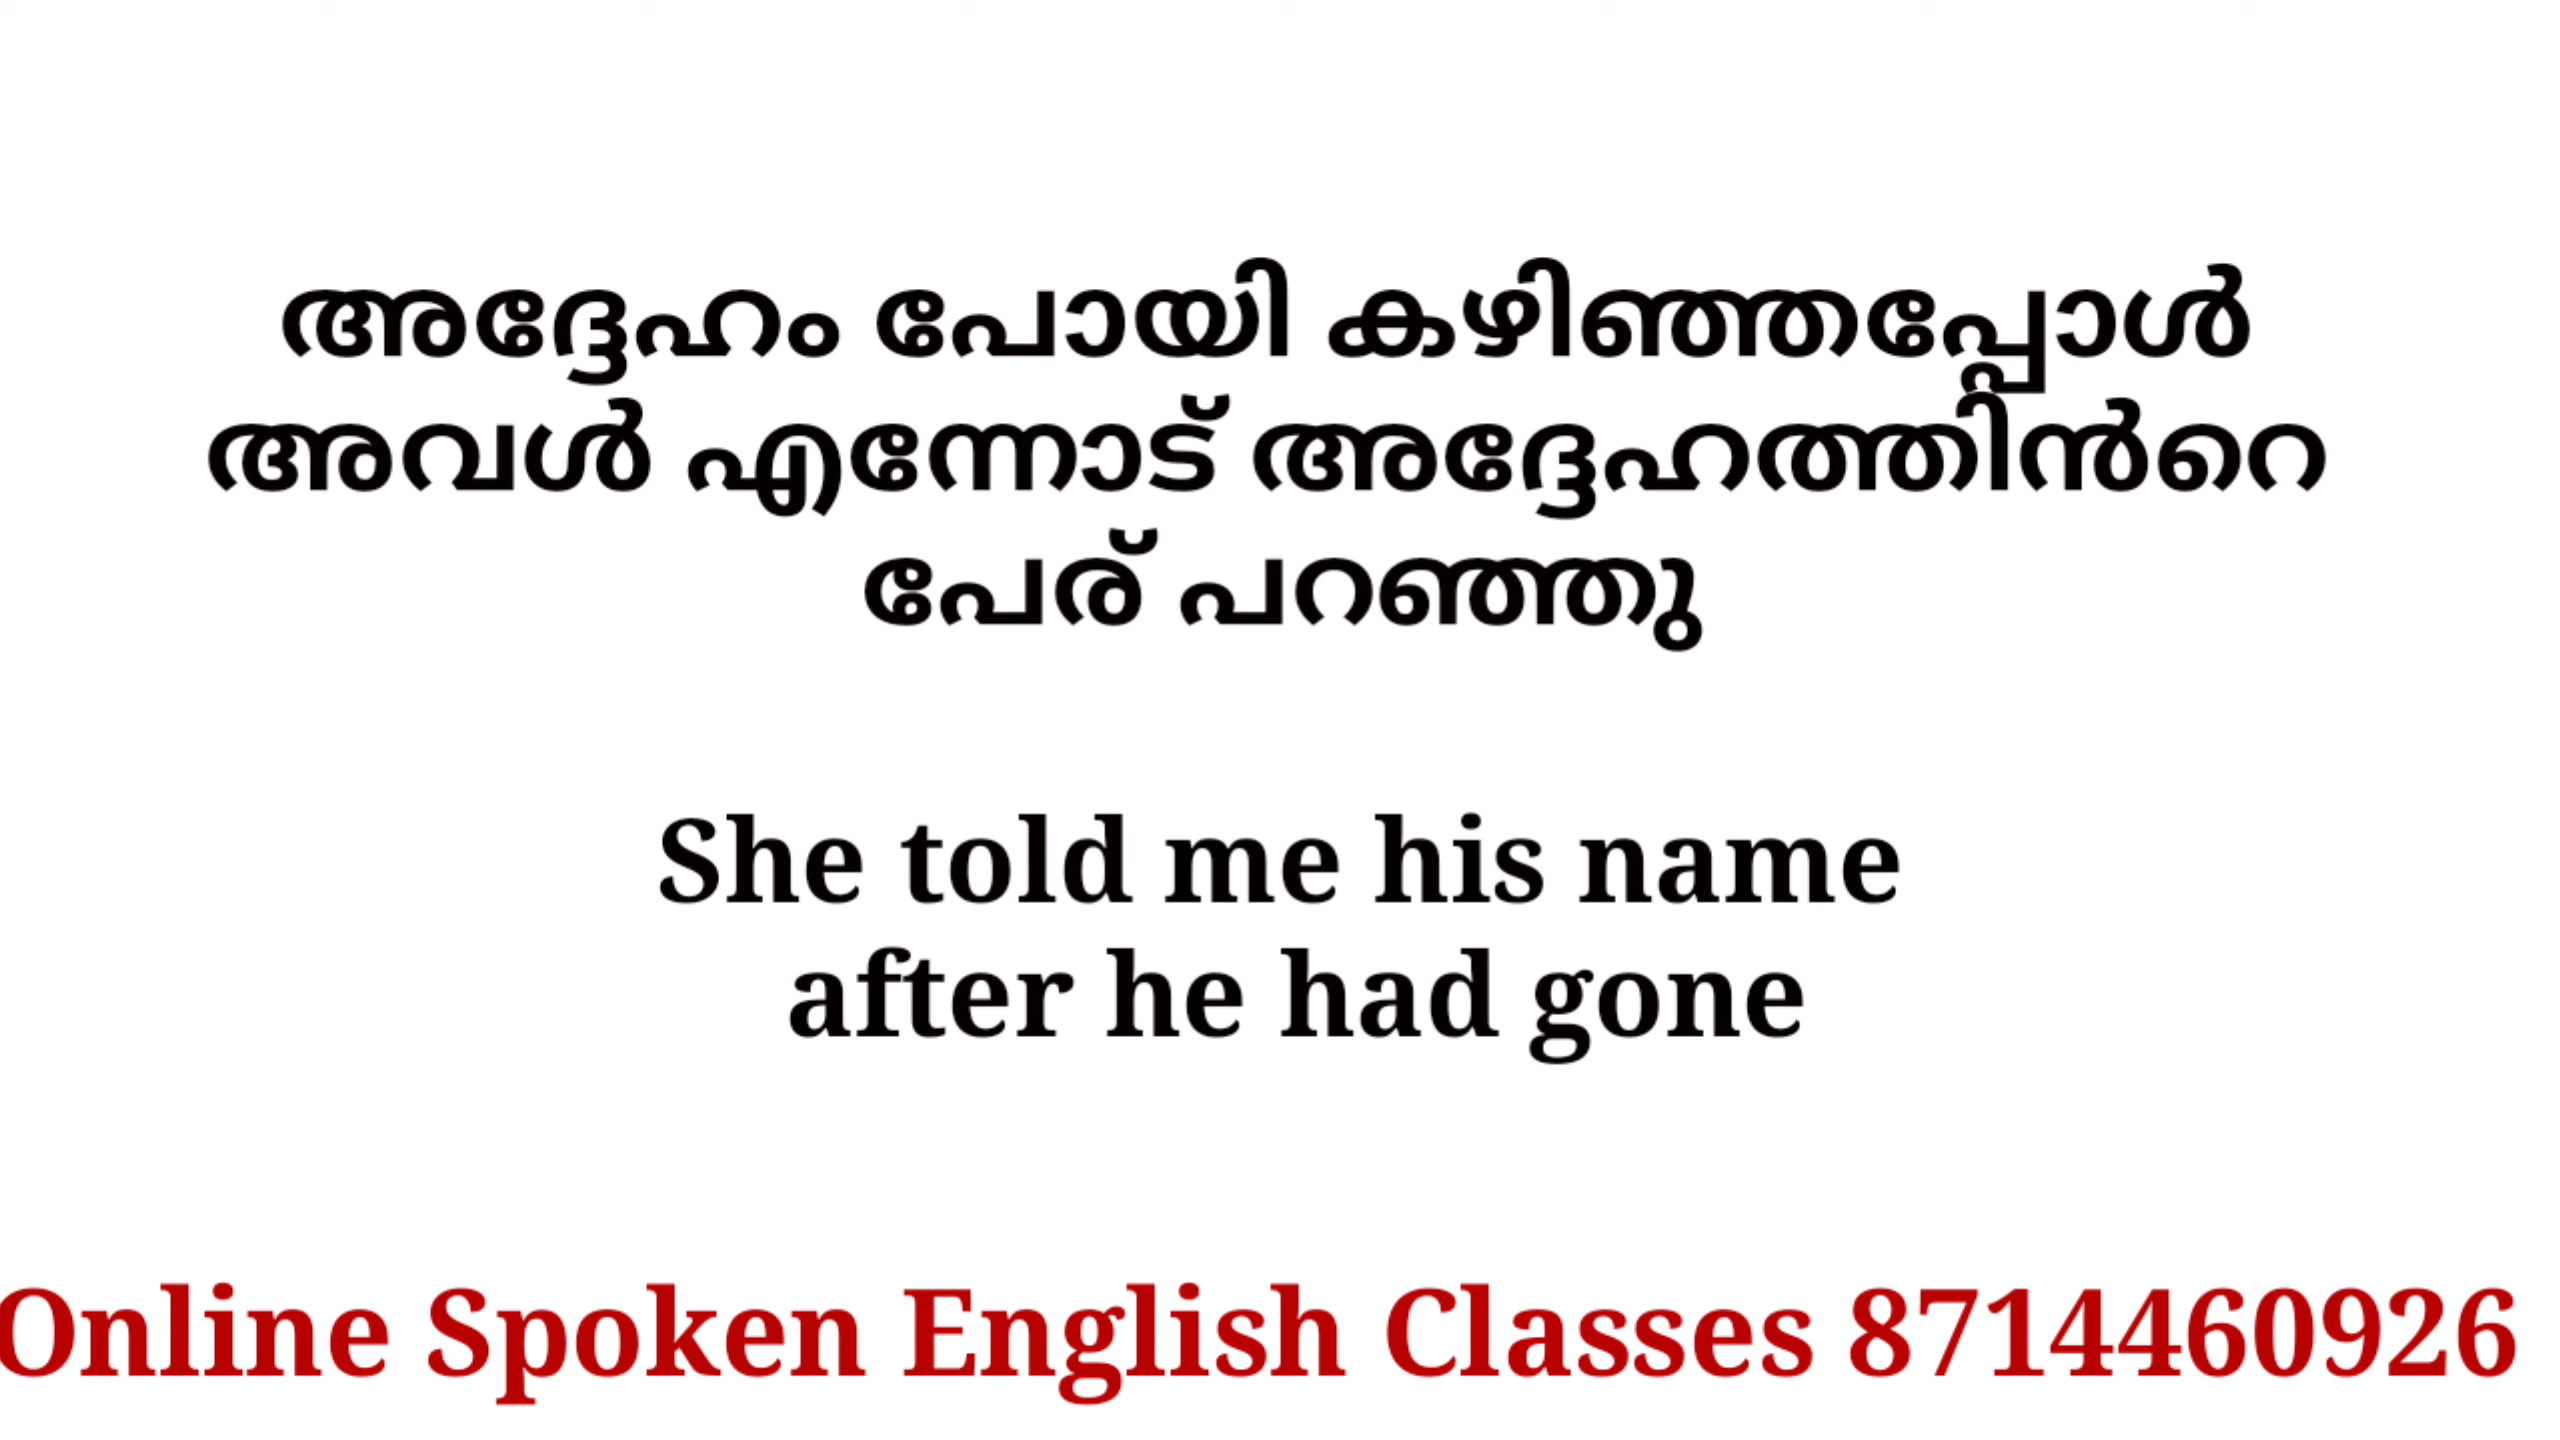 അദ്ദേഹം പോയി കഴിഞ്ഞപ്പോൾ
അവൾ എന്നോട് അദ്ദേഹത്തിൻറെ
പേര് പറഞ്ഞു
She told me his name
after he had gone
Online Spoken English Classes 8714460926